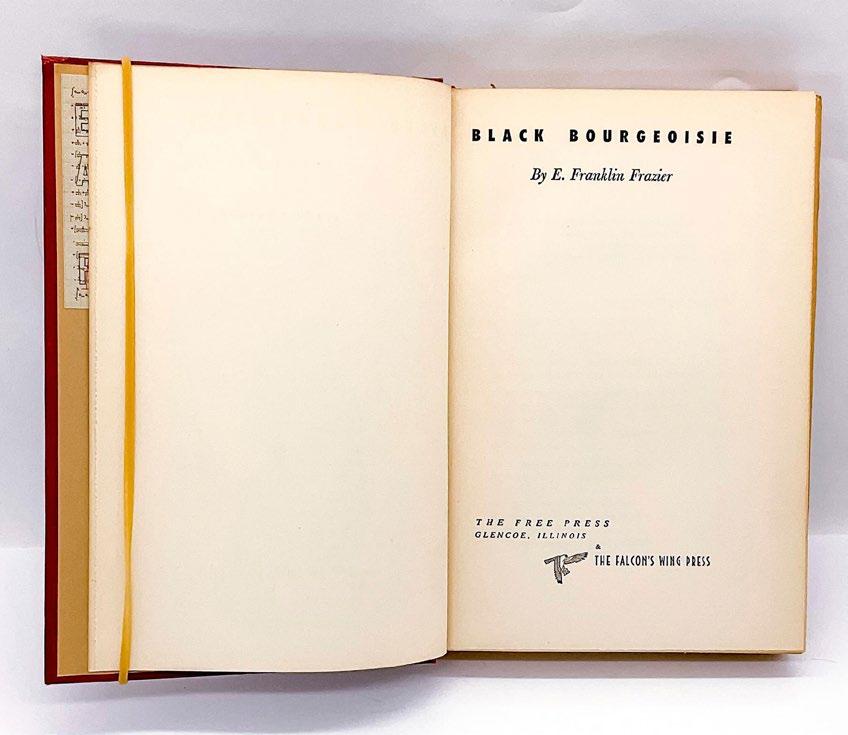 BLACK BOURGEOISIE
By E. Franklin Frazier
THE FREE PRESS
GLENCOE, ILLINOIS
&
THE FALCON'S WING PRESS